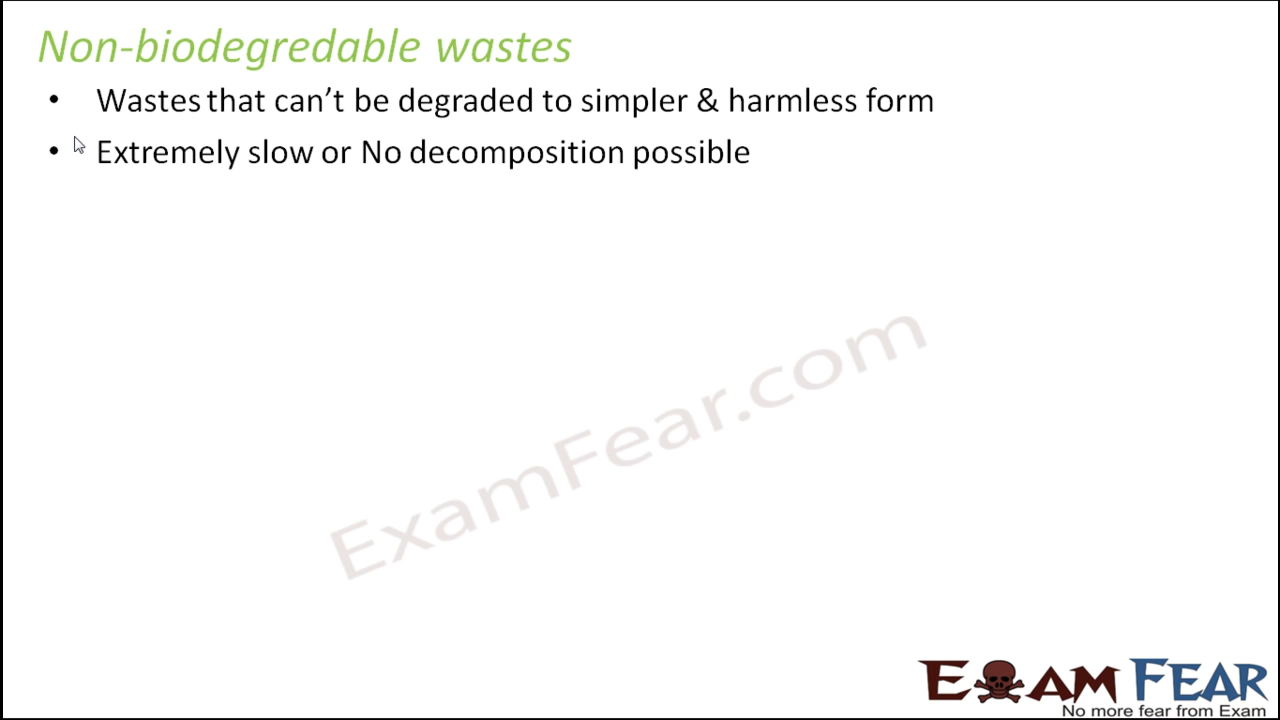 Non-biodegredable wastes
• Wastes that can't be degraded to simpler & harmless form
• Extremely slow or No decomposition possible
ExamFear.com
EXAM FEAR
No more fear from Exam